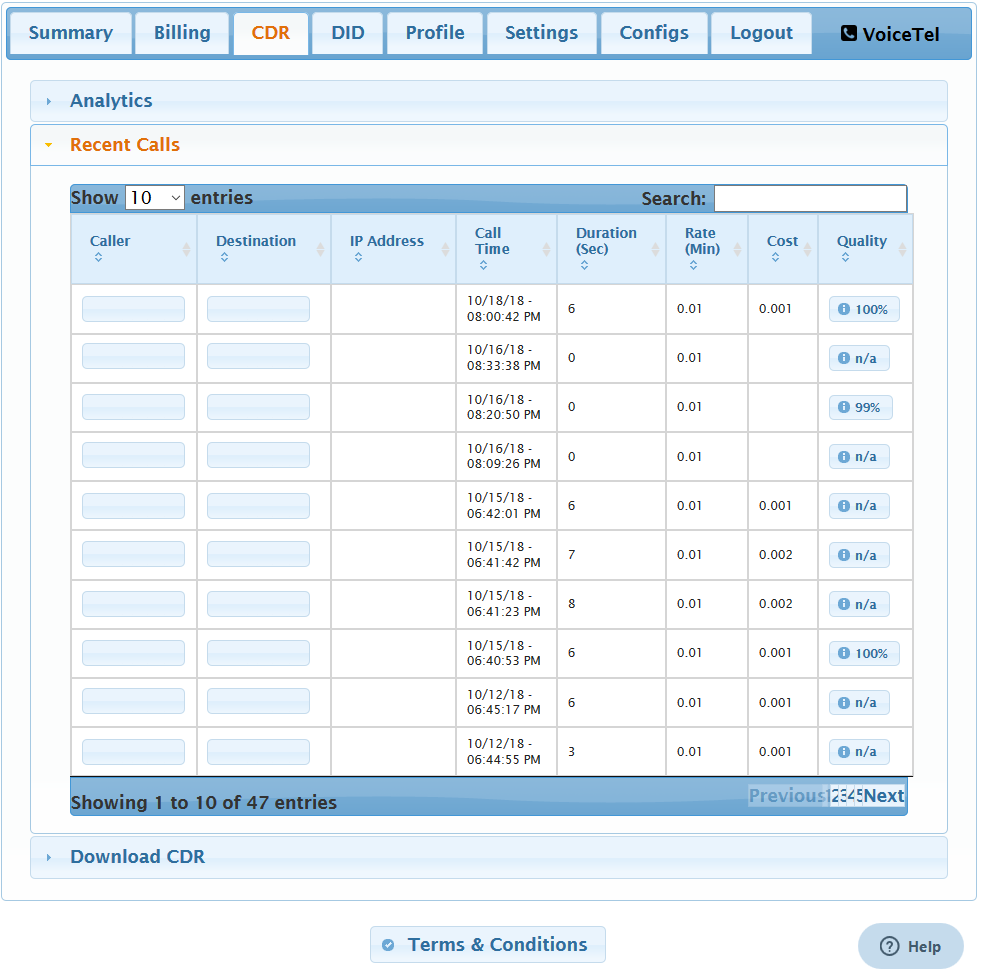 Summary Billing CDR DID Profile Settings Configs Logout VoiceTel
Analytics
Recent Calls
Show 10 entries Search:
Caller Destination IP Address Call Time Duration (Sec) Rate (Min) Cost Quality
10/18/18 - 08:00:42 PM 6 0.01 0.001 100%
10/16/18 - 08:33:38 PM 0 0.01 n/a
10/16/18 - 08:20:50 PM 0 0.01 99%
10/16/18 - 08:09:26 PM 0 0.01 n/a
10/15/18 - 06:42:01 PM 6 0.01 0.001 n/a
10/15/18 - 06:41:42 PM 7 0.01 0.002 n/a
10/15/18 - 06:41:23 PM 8 0.01 0.002 n/a
10/15/18 - 06:40:53 PM 6 0.01 0.001 100%
10/12/18 - 06:45:17 PM 6 0.01 0.001 n/a
10/12/18 - 06:44:55 PM 3 0.01 0.001 n/a
Showing 1 to 10 of 47 entries Previous 1 2 3 4 5 Next
Download CDR
Terms & Conditions
Help